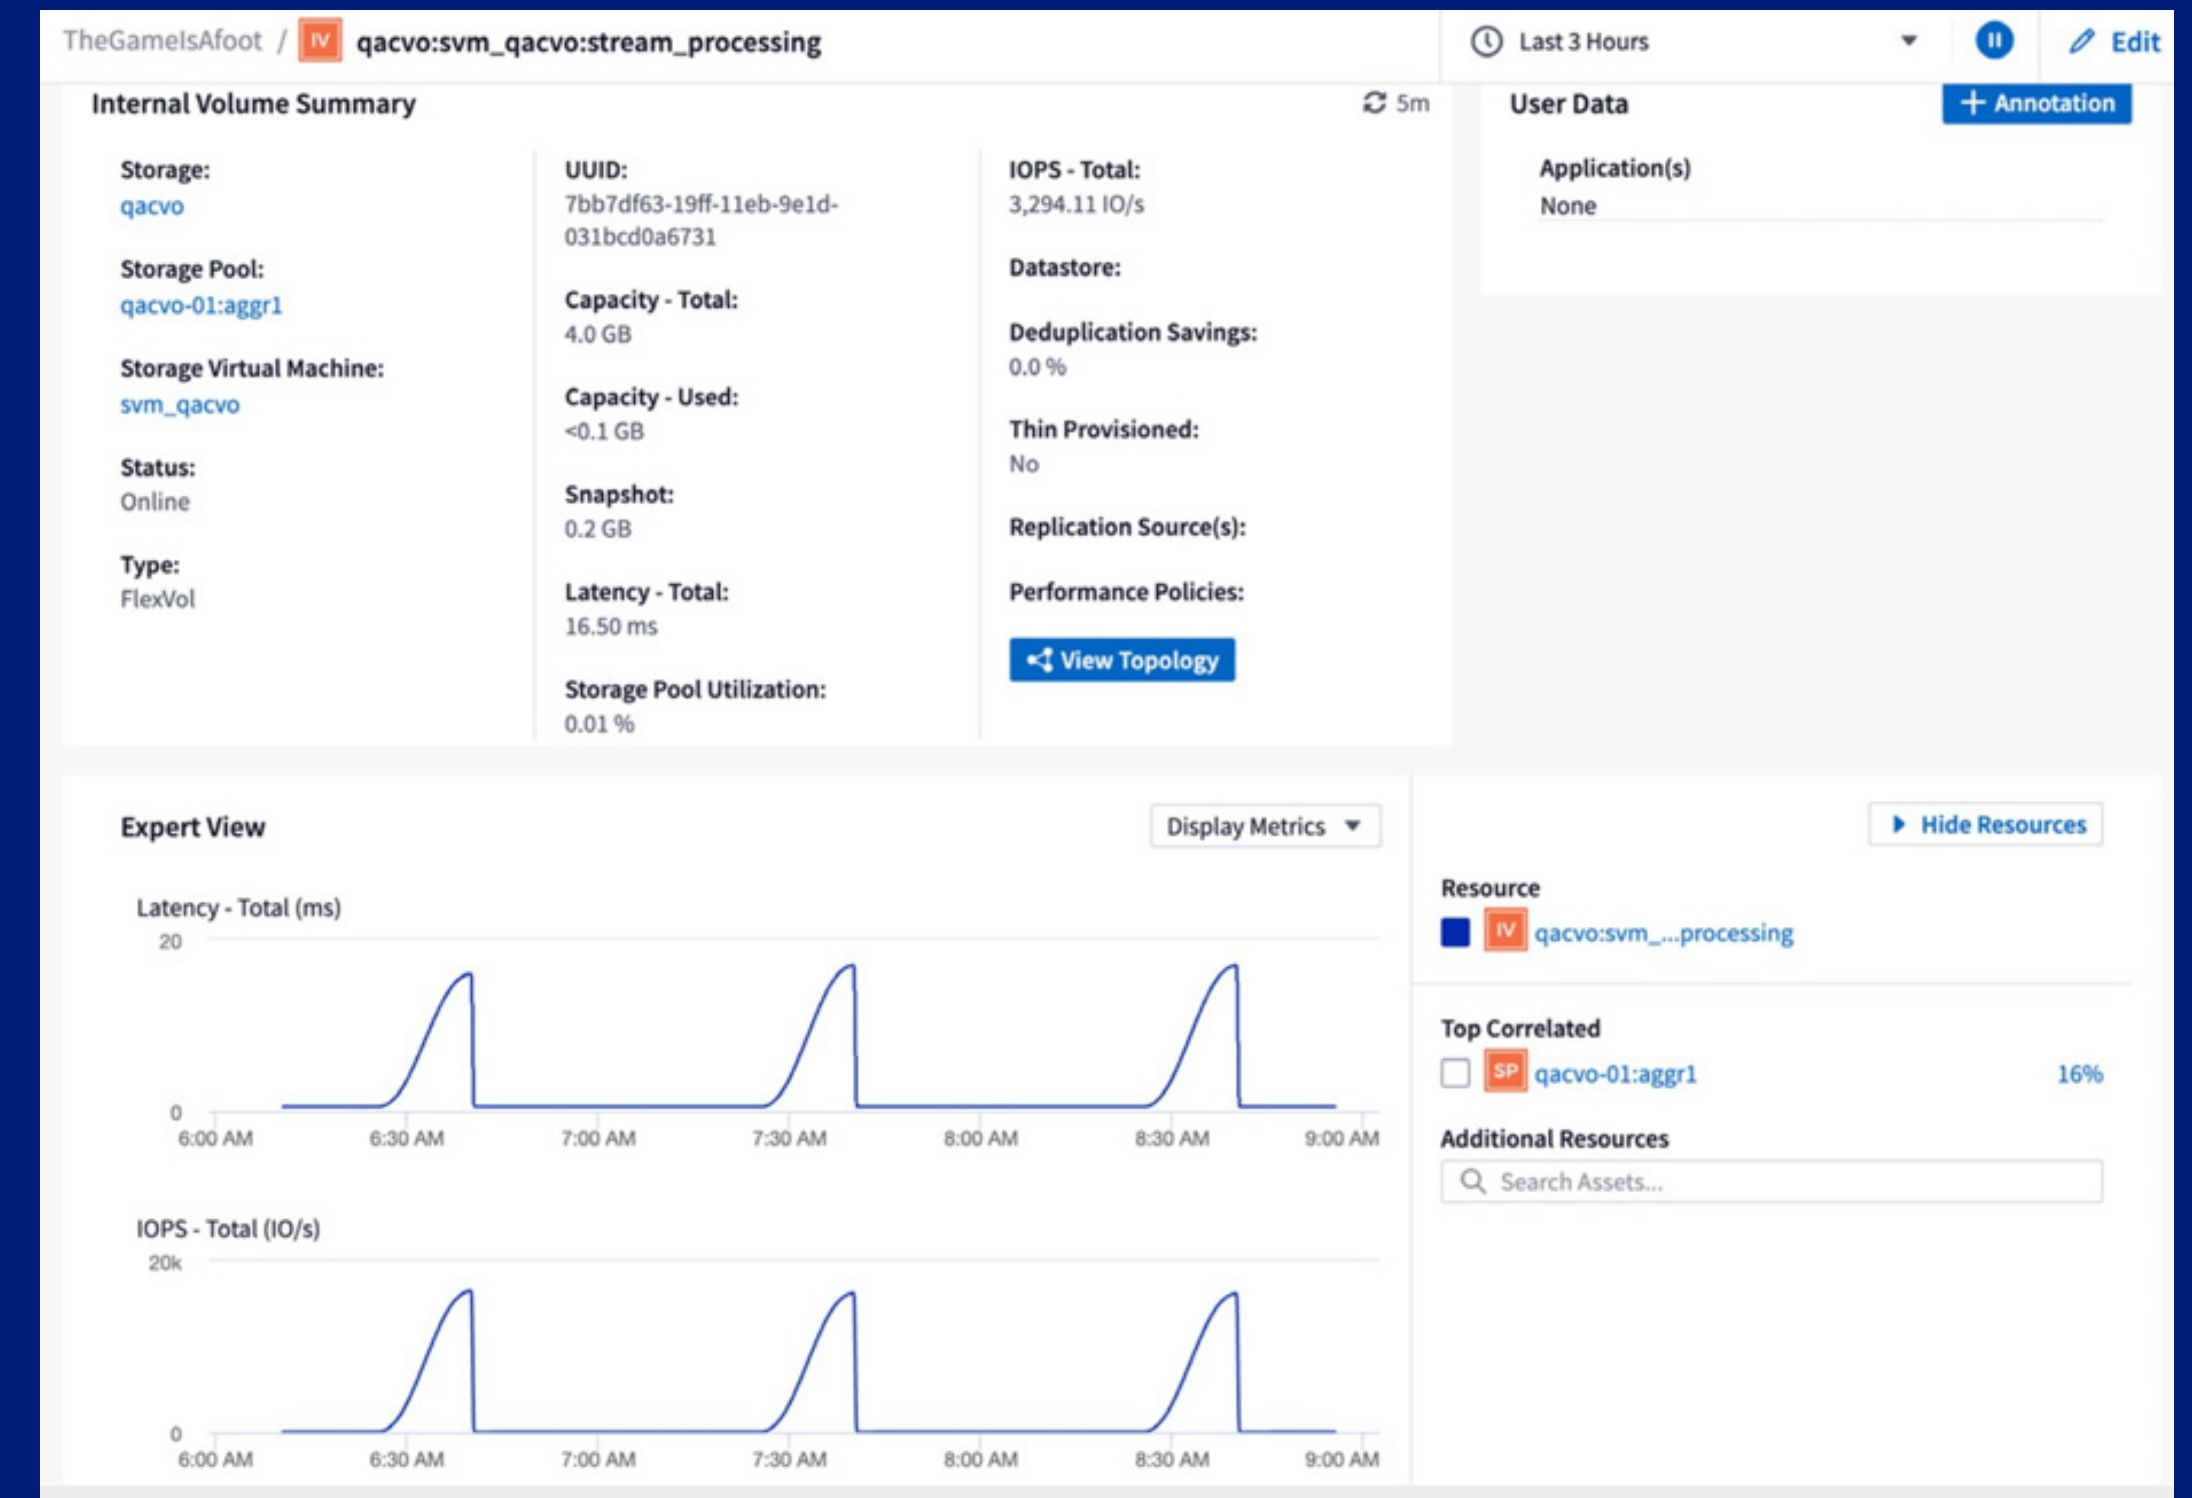 TheGameIsAfoot / IV qacvo:svm_qacvo:stream_processing
Last 3 Hours
Edit
Internal Volume Summary
5m
Storage:
qacvo
Storage Pool:
qacvo-01:aggr1
Storage Virtual Machine:
svm_qacvo
Status:
Online
Type:
FlexVol
UUID:
7bb7df63-19ff-11eb-9e1d-
031bcd0a6731
Capacity - Total:
4.0 GB
Capacity - Used:
<0.1 GB
Snapshot:
0.2 GB
Latency - Total:
16.50 ms
Storage Pool Utilization:
0.01 %
IOPS - Total:
3,294.11 IO/s
Datastore:
Deduplication Savings:
0.0 %
Thin Provisioned:
No
Replication Source(s):
Performance Policies:
View Topology
User Data
+ Annotation
Application(s)
None
Expert View
Display Metrics
Latency - Total (ms)
20
0
6:00 AM 6:30 AM 7:00 AM 7:30 AM 8:00 AM 8:30 AM 9:00 AM
IOPS - Total (IO/s)
20k
0
6:00 AM 6:30 AM 7:00 AM 7:30 AM 8:00 AM 8:30 AM 9:00 AM
Hide Resources
Resource
IV qacvo:svm_...processing
Top Correlated
SP qacvo-01:aggr1 16%
Additional Resources
Search Assets...